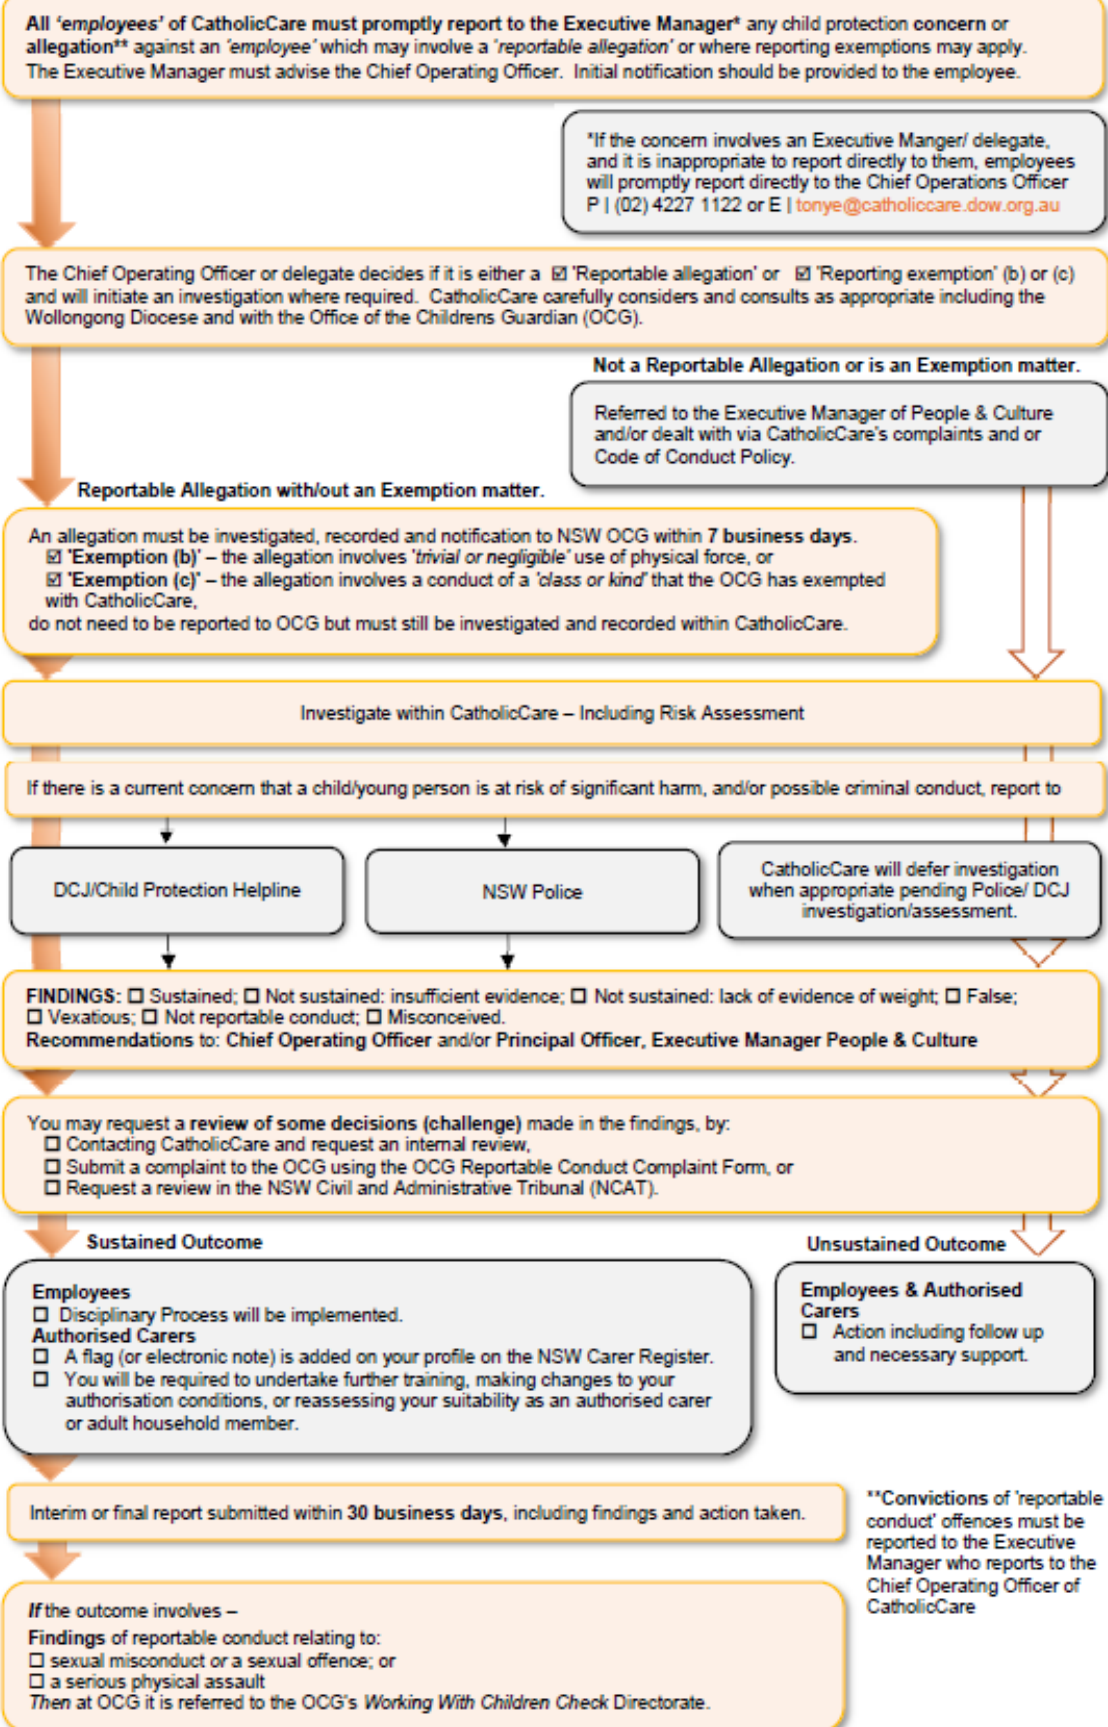 All 'employees' of CatholicCare must promptly report to the Executive Manager* any child protection concern or
allegation** against an 'employee' which may involve a 'reportable allegation' or where reporting exemptions may apply.
The Executive Manager must advise the Chief Operating Officer. Initial notification should be provided to the employee.
*If the concern involves an Executive Manger/ delegate,
and it is inappropriate to report directly to them, employees
will promptly report directly to the Chief Operations Officer
P | (02) 4227 1122 or E | tonye@catholiccare.dow.org.au
The Chief Operating Officer or delegate decides if it is either a ☑ 'Reportable allegation' or ☑ 'Reporting exemption' (b) or (c)
and will initiate an investigation where required. CatholicCare carefully considers and consults as appropriate including the
Wollongong Diocese and with the Office of the Childrens Guardian (OCG).
Not a Reportable Allegation or is an Exemption matter.
Referred to the Executive Manager of People & Culture
and/or dealt with via CatholicCare's complaints and or
Code of Conduct Policy.
Reportable Allegation with/out an Exemption matter.
An allegation must be investigated, recorded and notification to NSW OCG within 7 business days.
☑ 'Exemption (b)' – the allegation involves 'trivial or negligible' use of physical force, or
☑ 'Exemption (c)' – the allegation involves a conduct of a 'class or kind' that the OCG has exempted
with CatholicCare,
do not need to be reported to OCG but must still be investigated and recorded within CatholicCare.
Investigate within CatholicCare – Including Risk Assessment
If there is a current concern that a child/young person is at risk of significant harm, and/or possible criminal conduct, report to
DCJ/Child Protection Helpline
NSW Police
CatholicCare will defer investigation
when appropriate pending Police/ DCJ
investigation/assessment.
FINDINGS: ☐ Sustained; ☐ Not sustained: insufficient evidence; ☐ Not sustained: lack of evidence of weight; ☐ False;
☐ Vexatious; ☐ Not reportable conduct; ☐ Misconceived.
Recommendations to: Chief Operating Officer and/or Principal Officer, Executive Manager People & Culture
You may request a review of some decisions (challenge) made in the findings, by:
☐ Contacting CatholicCare and request an internal review,
☐ Submit a complaint to the OCG using the OCG Reportable Conduct Complaint Form, or
☐ Request a review in the NSW Civil and Administrative Tribunal (NCAT).
Sustained Outcome
Employees
☐ Disciplinary Process will be implemented.
Authorised Carers
☐ A flag (or electronic note) is added on your profile on the NSW Carer Register.
☐ You will be required to undertake further training, making changes to your
authorisation conditions, or reassessing your suitability as an authorised carer
or adult household member.
Unsustained Outcome
Employees & Authorised
Carers
☐ Action including follow up
and necessary support.
Interim or final report submitted within 30 business days, including findings and action taken.
**Convictions of 'reportable
conduct' offences must be
reported to the Executive
Manager who reports to the
Chief Operating Officer of
CatholicCare
If the outcome involves –
Findings of reportable conduct relating to:
☐ sexual misconduct or a sexual offence; or
☐ a serious physical assault
Then at OCG it is referred to the OCG's Working With Children Check Directorate.